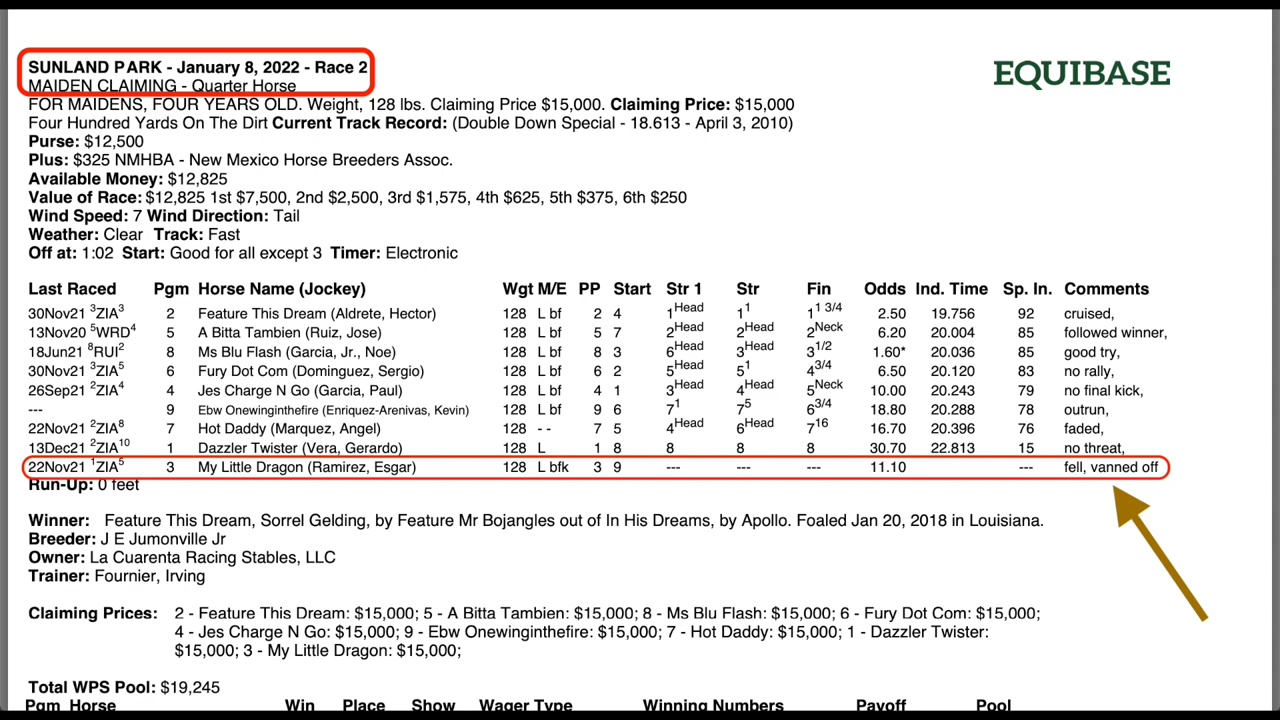 SUNLAND PARK - January 8, 2022 - Race 2
EQUIBASE
MAIDEN CLAIMING - Quarter Horse
FOR MAIDENS, FOUR YEARS OLD. Weight, 128 lbs. Claiming Price $15,000. Claiming Price: $15,000
Four Hundred Yards On The Dirt Current Track Record: (Double Down Special - 18.613 - April 3, 2010)
Purse: $12,500
Plus: $325 NMHBA - New Mexico Horse Breeders Assoc.
Available Money: $12,825
Value of Race: $12,825 1st $7,500, 2nd $2,500, 3rd $1,575, 4th $625, 5th $375, 6th $250
Wind Speed: 7 Wind Direction: Tail
Weather: Clear Track: Fast
Off at: 1:02 Start: Good for all except 3 Timer: Electronic
Last Raced Pgm Horse Name (Jockey) Wgt M/E PP Start Str 1 Str Fin Odds Ind. Time Sp. In. Comments
30Nov21 3ZIA3 2 Feature This Dream (Aldrete, Hector) 128 L bf 2 4 1Head 11 11 3/4 2.50 19.756 92 cruised,
13Nov20 5WRD4 5 A Bitta Tambien (Ruiz, Jose) 128 L bf 5 7 2Head 2Head 2Neck 6.20 20.004 85 followed winner,
18Jun21 8RUI2 8 Ms Blu Flash (Garcia, Jr., Noe) 128 L bf 8 3 6Head 3Head 31/2 1.60* 20.036 85 good try,
30Nov21 3ZIA5 6 Fury Dot Com (Dominguez, Sergio) 128 L bf 6 2 5Head 51 43/4 6.50 20.120 83 no rally,
26Sep21 2ZIA4 4 Jes Charge N Go (Garcia, Paul) 128 L bf 4 1 3Head 4Head 5Neck 10.00 20.243 79 no final kick,
--- 9 Ebw Onewinginthefire (Enriquez-Arenivas, Kevin) 128 L bf 9 6 71 75 63/4 18.80 20.288 78 outrun,
22Nov21 2ZIA8 7 Hot Daddy (Marquez, Angel) 128 - - 7 5 4Head 6Head 716 16.70 20.396 76 faded,
13Dec21 2ZIA10 1 Dazzler Twister (Vera, Gerardo) 128 L 1 8 8 8 8 30.70 22.813 15 no threat,
22Nov21 1ZIA5 3 My Little Dragon (Ramirez, Esgar) 128 L bfk 3 9 --- --- --- 11.10 --- fell, vanned off
Run-Up: 0 feet
Winner: Feature This Dream, Sorrel Gelding, by Feature Mr Bojangles out of In His Dreams, by Apollo. Foaled Jan 20, 2018 in Louisiana.
Breeder: J E Jumonville Jr
Owner: La Cuarenta Racing Stables, LLC
Trainer: Fournier, Irving
Claiming Prices: 2 - Feature This Dream: $15,000; 5 - A Bitta Tambien: $15,000; 8 - Ms Blu Flash: $15,000; 6 - Fury Dot Com: $15,000;
4 - Jes Charge N Go: $15,000; 9 - Ebw Onewinginthefire: $15,000; 7 - Hot Daddy: $15,000; 1 - Dazzler Twister:
$15,000; 3 - My Little Dragon: $15,000;
Total WPS Pool: $19,245
Pgm Horse Win Place Show Wager Type Winning Numbers Payoff Pool